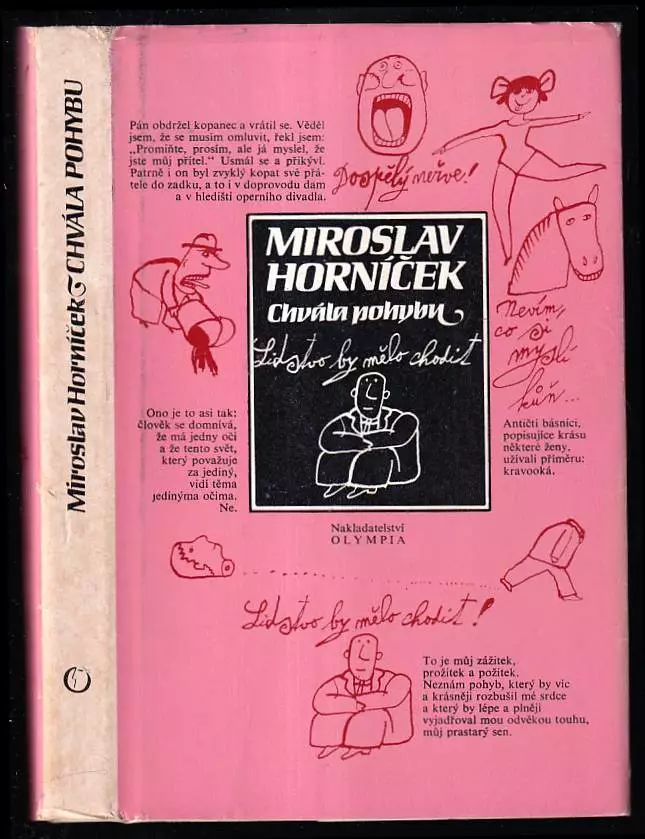 Miroslav Horníček CHVÁLA POHYBU
Pán obdržel kopanec a vrátil se. Věděl
jsem, že se musím omluvit, řekl jsem:
„Promiňte, prosím, ale já myslel, že
jste můj přítel.“ Usmál se a přikývl.
Patrně i on byl zvyklý kopat své přá-
tele do zadku, a to i v doprovodu dam
a v hledišti operního divadla.
Dospělý neřve!
MIROSLAV
HORNÍČEK
Chvála pohybu
Lidstvo by mělo chodit
Nevím,
co si
myslí
kůň...
Ono je to asi tak:
člověk se domnívá,
že má jedny oči
a že tento svět,
který považuje
za jediný,
vidí těma
jedinýma očima.
Ne.
Antičtí básníci,
popisujíce krásu
některé ženy,
užívali příměru:
kravooká.
Nakladatelství
OLYMPIA
Lidstvo by mělo chodit!
To je můj zážitek,
prožitek a požitek.
Neznám pohyb, který by víc
a krásněji rozbušil mé srdce
a který by lépe a plněji
vyjadřoval mou odvěkou touhu,
můj prastarý sen.